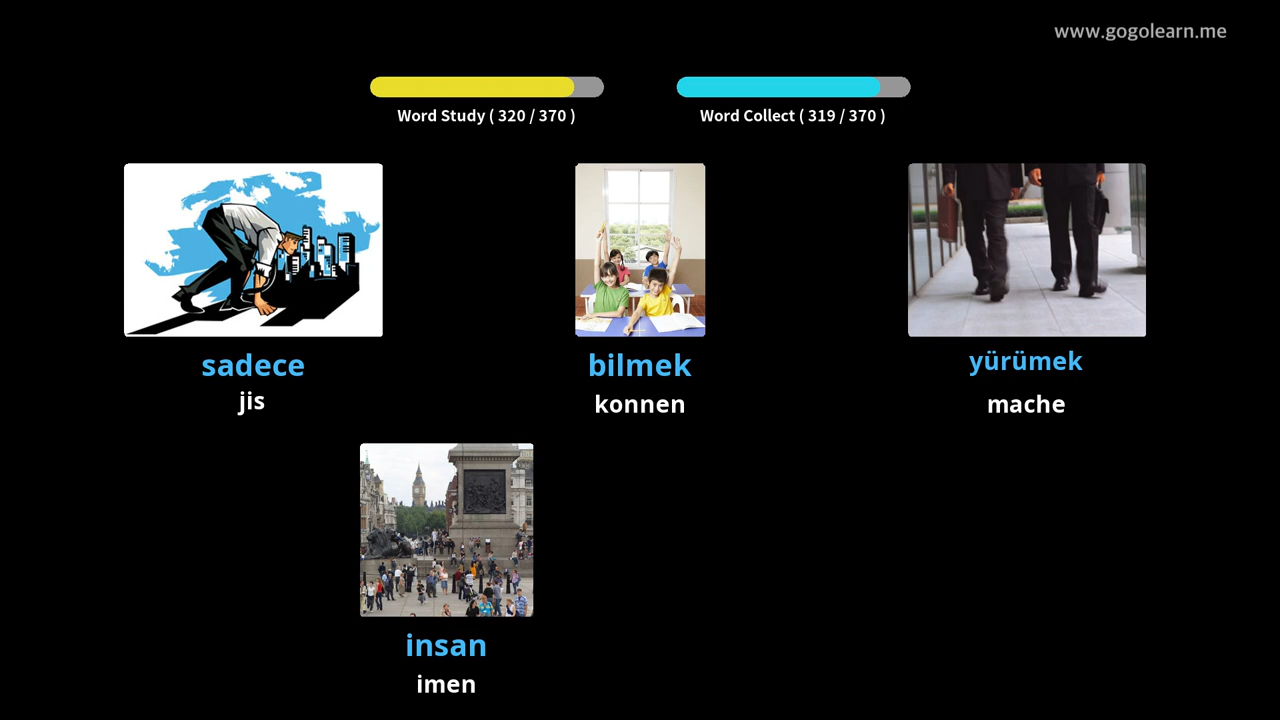 www.gogolearn.me
Word Study ( 320 / 370 )
Word Collect ( 319 / 370 )
sadece
jis
bilmek
konnen
yürümek
mache
insan
imen